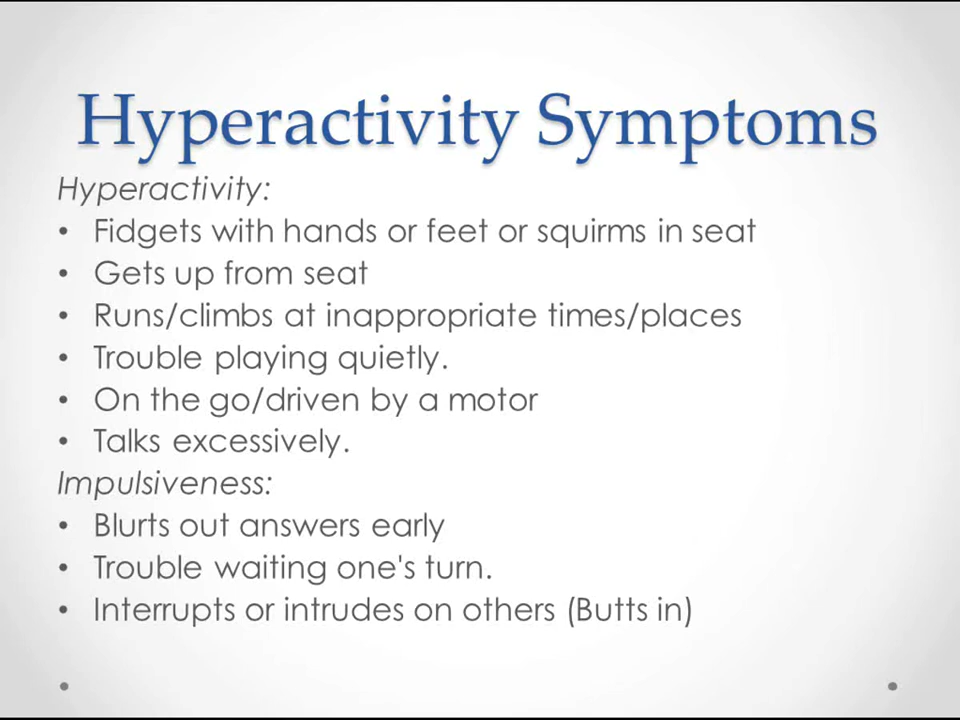 Hyperactivity Symptoms
Hyperactivity:
• Fidgets with hands or feet or squirms in seat
• Gets up from seat
• Runs/climbs at inappropriate times/places
• Trouble playing quietly.
• On the go/driven by a motor
• Talks excessively.
Impulsiveness:
• Blurts out answers early
• Trouble waiting one's turn.
• Interrupts or intrudes on others (Butts in)